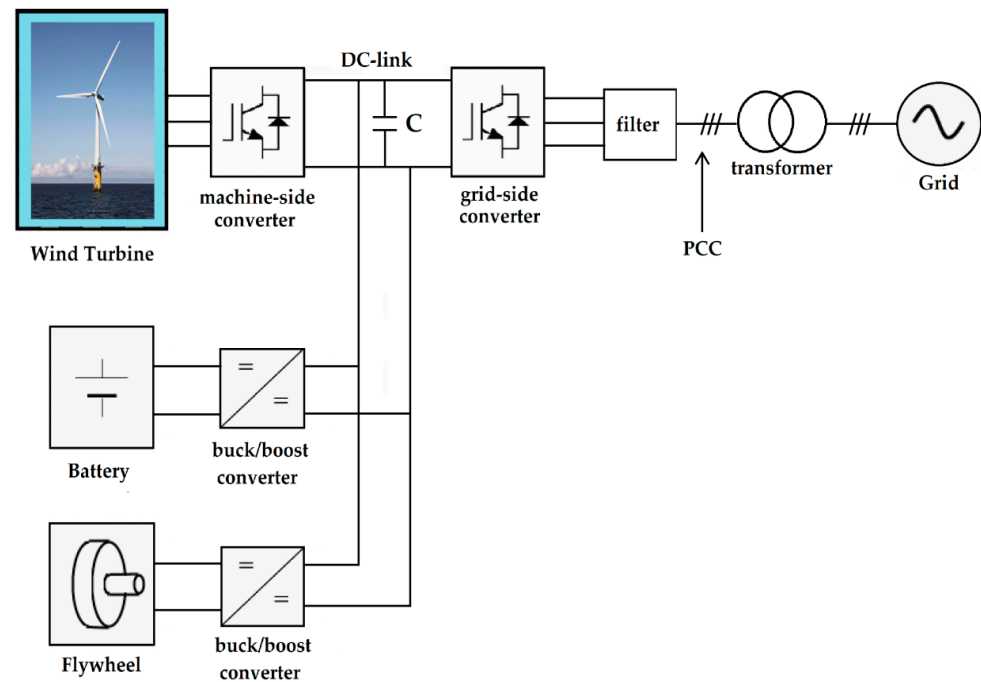 DC-link
C
machine-side
converter
grid-side
converter
filter
transformer
Grid
PCC
Wind Turbine
Battery
buck/boost
converter
Flywheel
buck/boost
converter